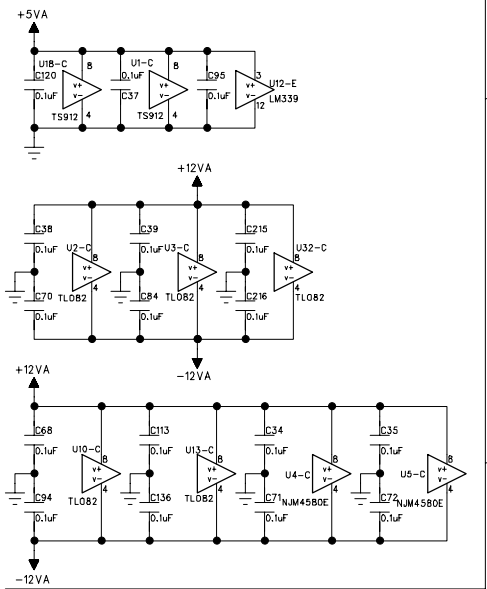 +5VA
U18-C 8 U1-C 8
C120 0.1uF C95 3 U12-E
0.1uF V+ V- C37 V+ V- 0.1uF V+ V- LM339
TS912 4 TS912 4 12
+12VA
C38 C39 C215
0.1uF U2-C 8 0.1uF U3-C 8 0.1uF U32-C 8
V+ V- V+ V- V+ V-
C70 TL082 4 C84 TL082 4 C216 4 TL082
0.1uF 0.1uF 0.1uF
-12VA
+12VA
C68 C113 C34 C35
0.1uF U10-C 8 0.1uF U13-C 8 0.1uF 8 0.1uF 8
V+ V- V+ V- U4-C V+ V- U5-C V+ V-
C94 TL082 4 C136 TL082 4 C71 NJM4580E 4 C72 NJM4580E 4
0.1uF 0.1uF 0.1uF 0.1uF
-12VA